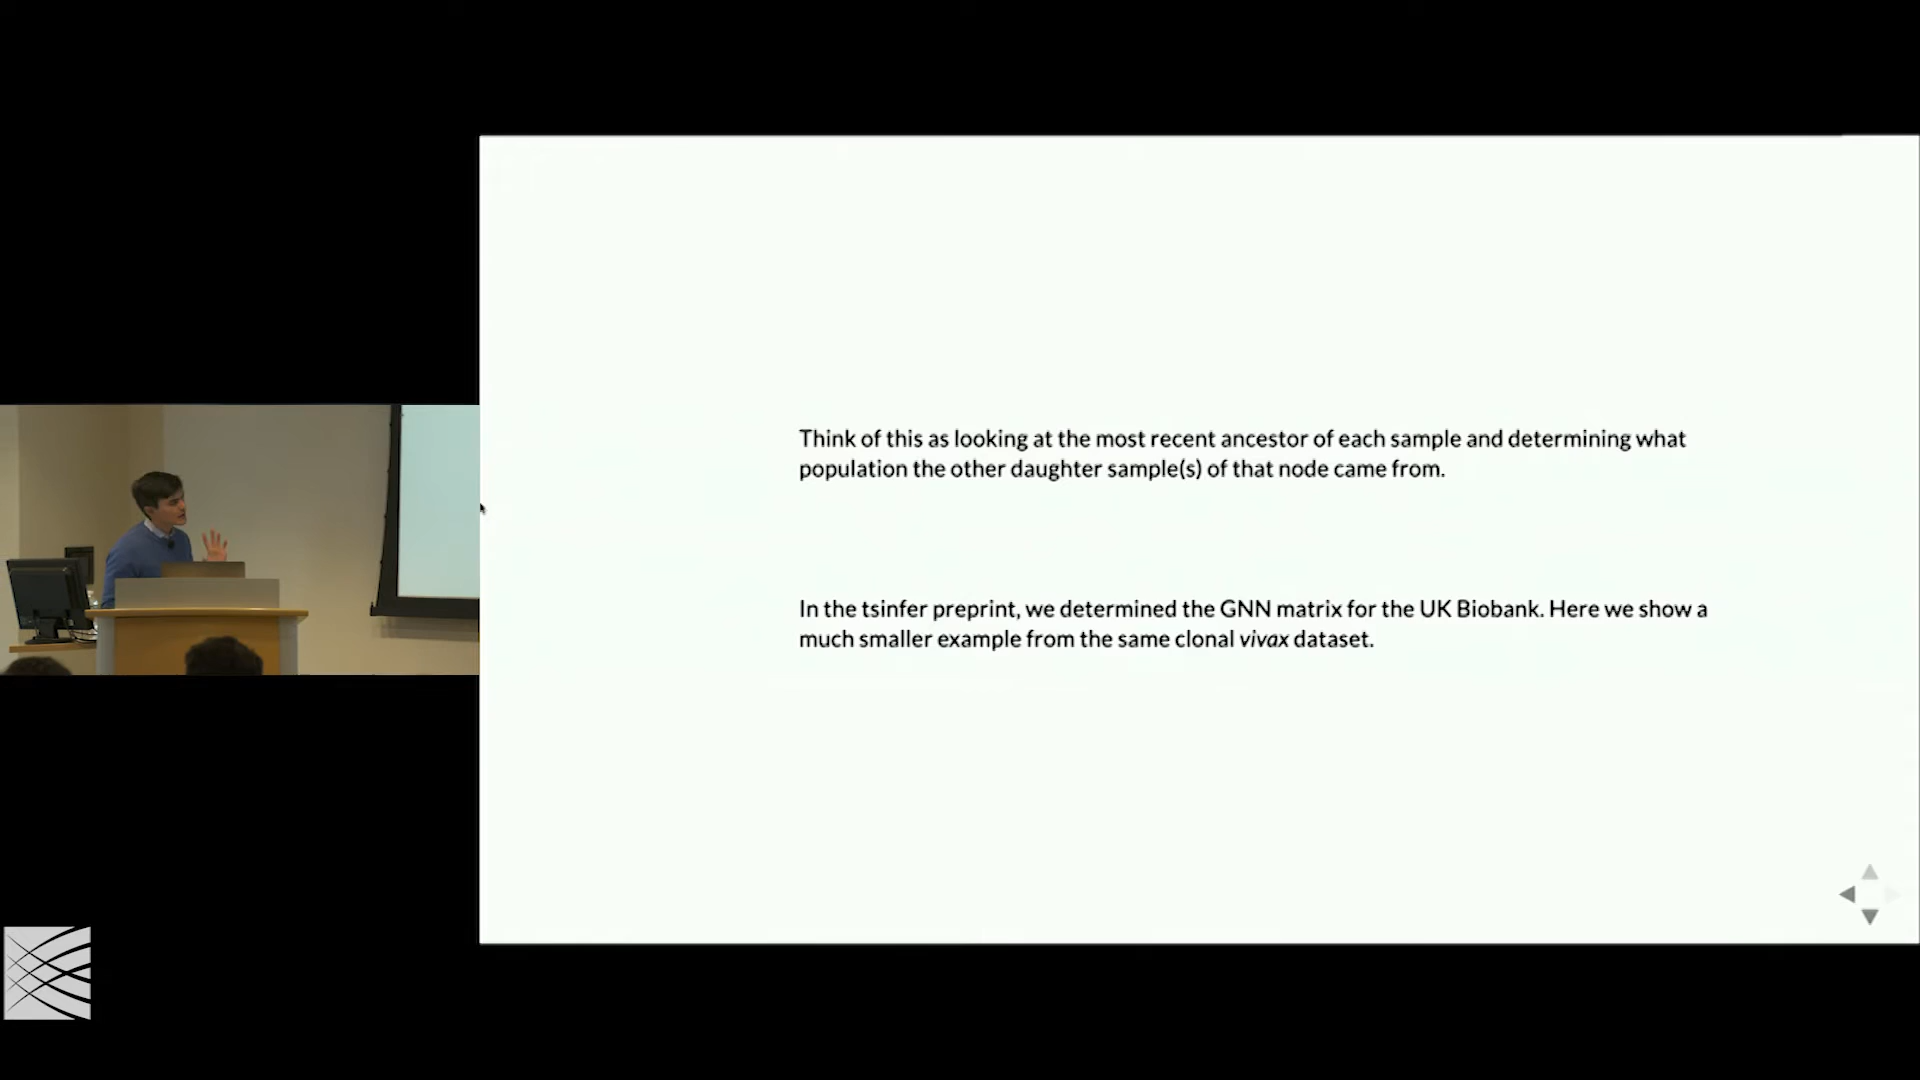 Think of this as looking at the most recent ancestor of each sample and determining what
population the other daughter sample(s) of that node came from.
In the tsinfer preprint, we determined the GNN matrix for the UK Biobank. Here we show a
much smaller example from the same clonal vivax dataset.